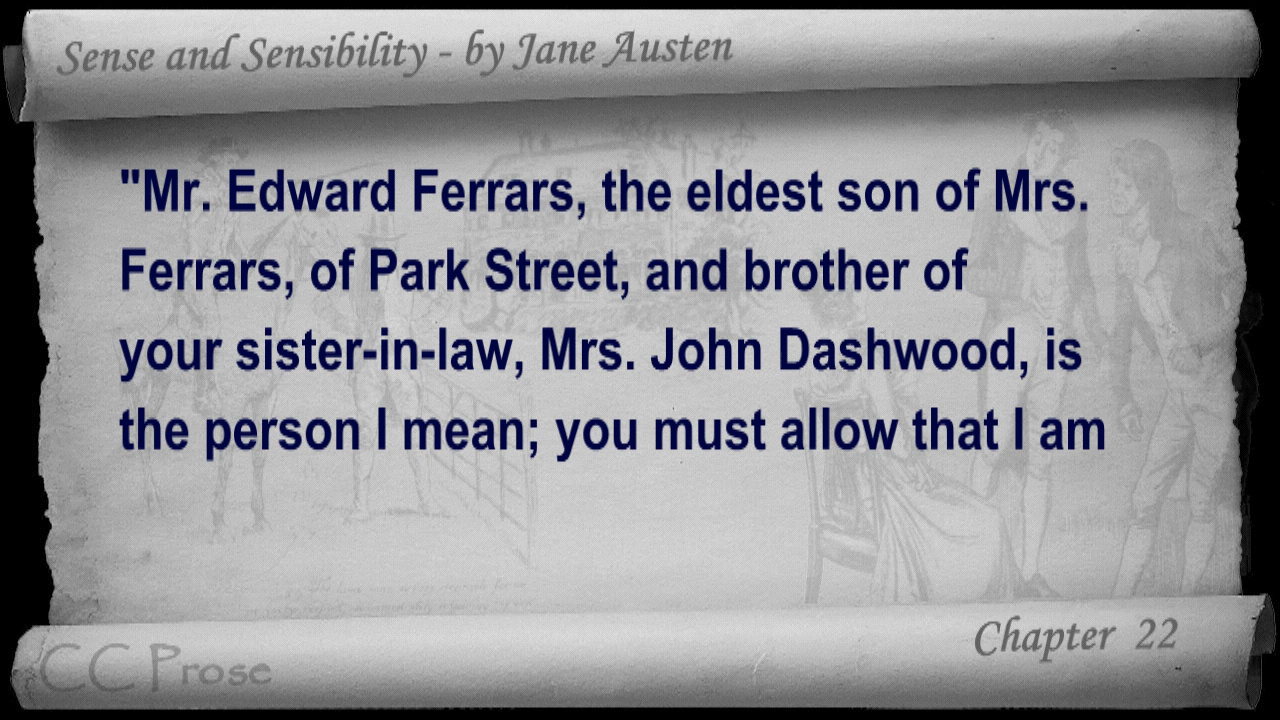 Sense and Sensibility - by Jane Austen
"Mr. Edward Ferrars, the eldest son of Mrs.
Ferrars, of Park Street, and brother of
your sister-in-law, Mrs. John Dashwood, is
the person I mean; you must allow that I am
Chapter 22
CC Prose